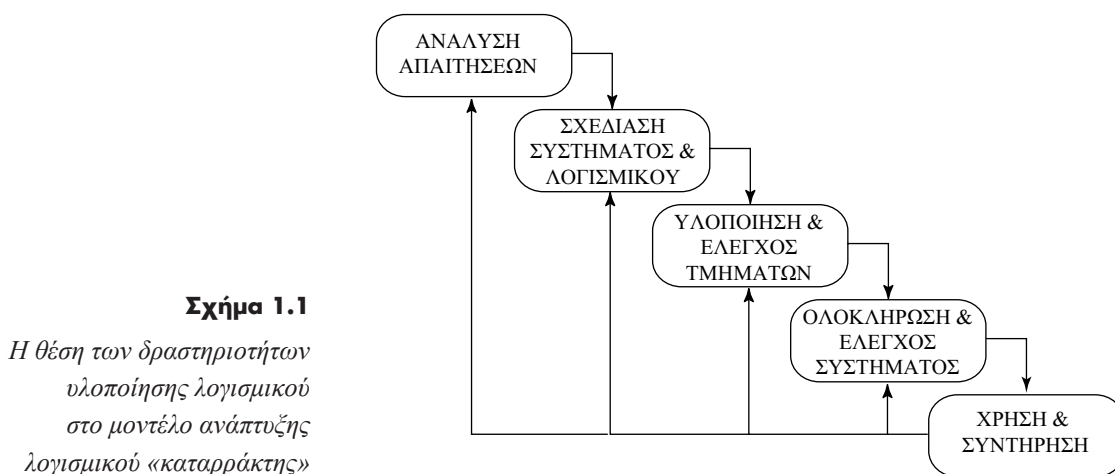 ΑΝΑΛΥΣΗ
ΑΠΑΙΤΗΣΕΩΝ
ΣΧΕΔΙΑΣΗ
ΣΥΣΤΗΜΑΤΟΣ &
ΛΟΓΙΣΜΙΚΟΥ
ΥΛΟΠΟΙΗΣΗ &
ΕΛΕΓΧΟΣ
ΤΜΗΜΑΤΩΝ
ΟΛΟΚΛΗΡΩΣΗ &
ΕΛΕΓΧΟΣ
ΣΥΣΤΗΜΑΤΟΣ
ΧΡΗΣΗ &
ΣΥΝΤΗΡΗΣΗ
Σχήμα 1.1
Η θέση των δραστηριοτήτων
υλοποίησης λογισμικού
στο μοντέλο ανάπτυξης
λογισμικού «καταρράκτης»